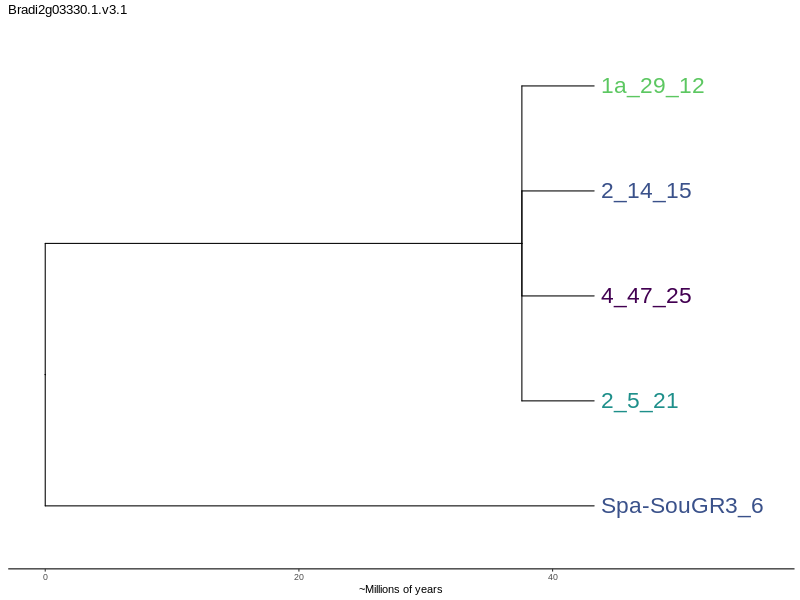 Bradi2g03330.1.v3.1
1a_29_12
2_14_15
4_47_25
2_5_21
Spa-SouGR3_6
0 20 40
~Millions of years